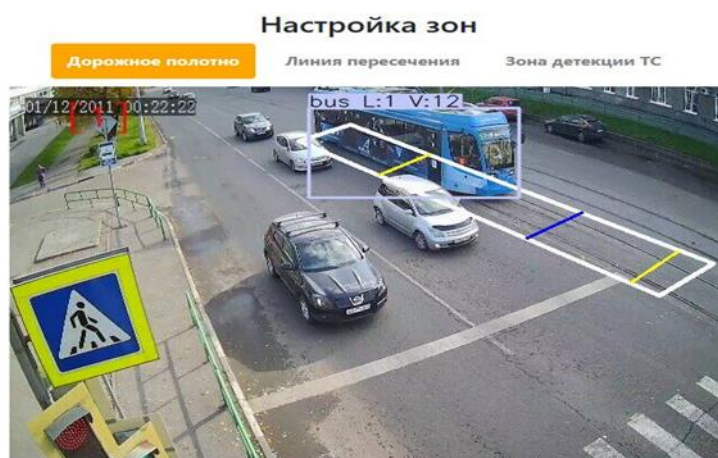 Настройка зон
Дорожное полотно Линия пересечения Зона детекции ТС
01/12/2011 00:22:22
bus L:1 V:12